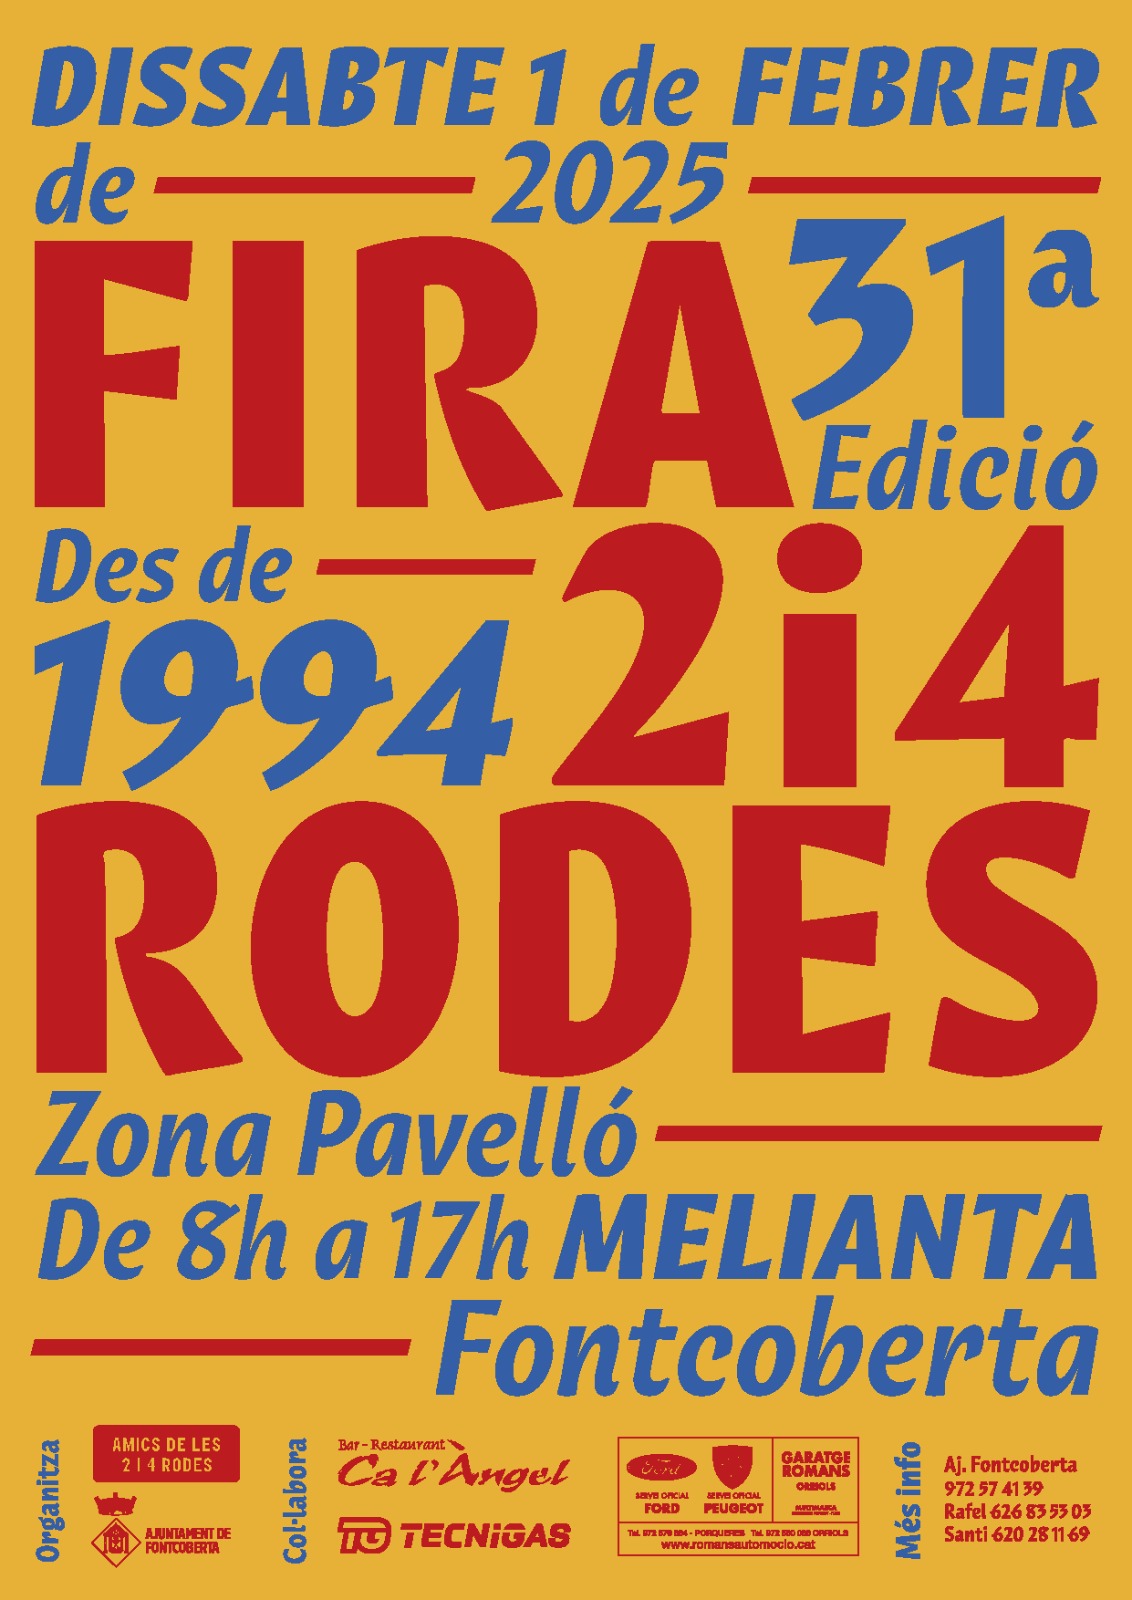 DISSABTE 1 de FEBRER
de 2025
FIRA 31ª
Edició
Des de
1994
2i4
RODES
Zona Pavelló
De 8h a 17h MELIANTA
Fontcoberta
Organitza
AMICS DE LES
2 I 4 RODES
AJUNTAMENT DE
FONTCOBERTA
Col·labora
Bar - Restaurant
Ca l'Àngel
TECNiGAS
Ford
SERVEI OFICIAL
FORD
SERVEI OFICIAL
PEUGEOT
GARATGE
ROMANS
ORRIOLS
www.romansautomocio.cat
Més info
Aj. Fontcoberta
972 57 41 39
Rafel 626 83 53 03
Santi 620 28 11 69